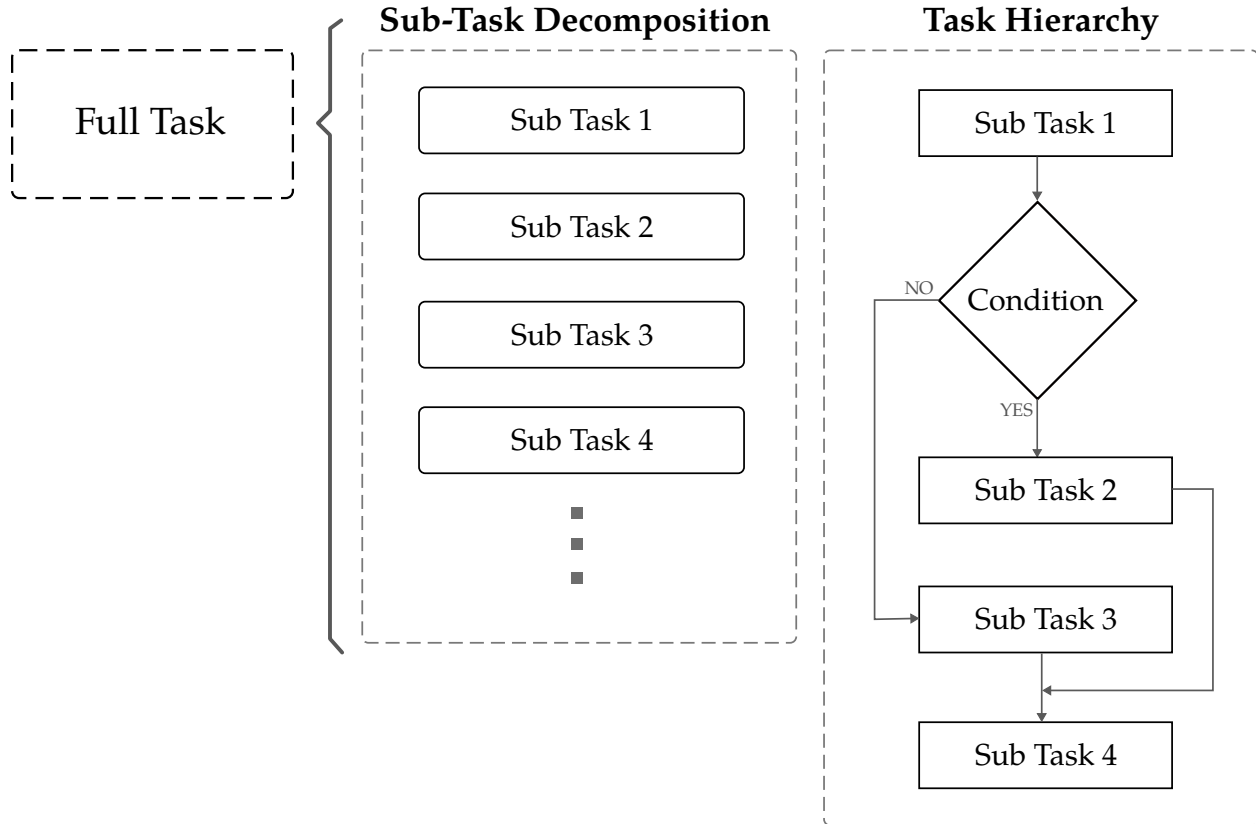 Sub-Task Decomposition
Task Hierarchy
Full Task
Sub Task 1
Sub Task 2
Sub Task 3
Sub Task 4
Sub Task 1
NO
Condition
YES
Sub Task 2
Sub Task 3
Sub Task 4